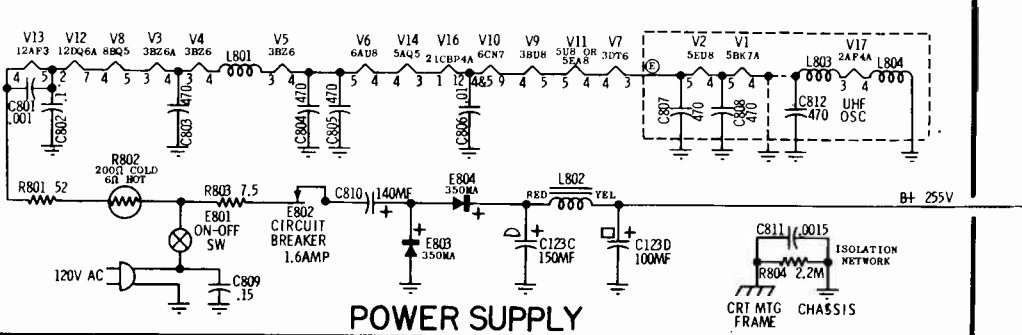 V13 V12 V8 V3 V4 V5 V6 V14 V16 V10 V9 V11 V7 V2 V1 V17
12AF3 12DQ6A 8BQ5 3BZ6A 3BZ6 L801 3BZ6 6AU8 5AQ5 21CBP4A 6CN7 3BU8 5U8 OR 5EA8 3DT6 E 5EU8 5BK7A L803 2AF4A L804
4 5 2 7 4 5 3 4 3 4 3 4 5 4 3 4 1 12 4&5 9 5 4 5 4 4 3 5 4 5 4 3 4
C801 .001
C802 .1
C803 470
C804 470
C805 470
C806 .01
C807 470
C808 470
C812 470
UHF OSC
R802
200Ω COLD
6Ω HOT
R801 52
R803 7.5
E801
ON-OFF
SW
E802
CIRCUIT
BREAKER
1.6AMP
C810 140MF
+
E804
350MA
+
E803
350MA
+
RED L802 YEL
B+ 255V
+
C123C
150MF
+
C123D
100MF
120V AC
C809
.15
C811 .0015
ISOLATION
NETWORK
R804 2.2M
CRT MTG
FRAME
CHASSIS
POWER SUPPLY